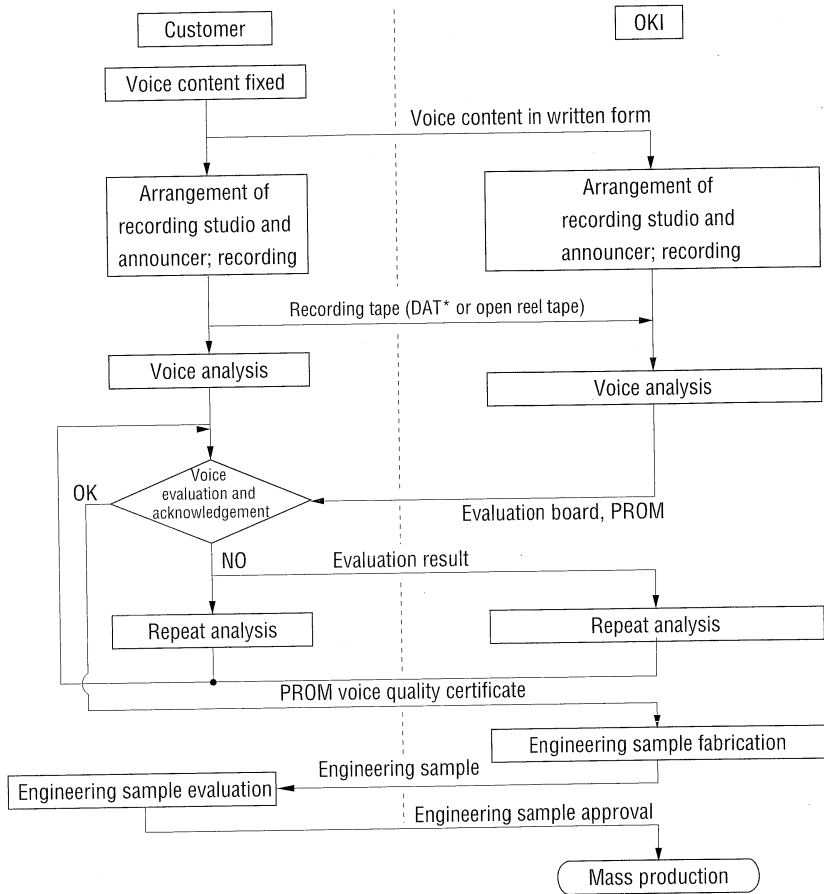 Customer
OKI
Voice content fixed
Voice content in written form
Arrangement of
recording studio and
announcer; recording
Arrangement of
recording studio and
announcer; recording
Recording tape (DAT* or open reel tape)
Voice analysis
Voice analysis
Voice
evaluation and
acknowledgement
OK
Evaluation board, PROM
NO
Evaluation result
Repeat analysis
Repeat analysis
PROM voice quality certificate
Engineering sample fabrication
Engineering sample
Engineering sample evaluation
Engineering sample approval
Mass production